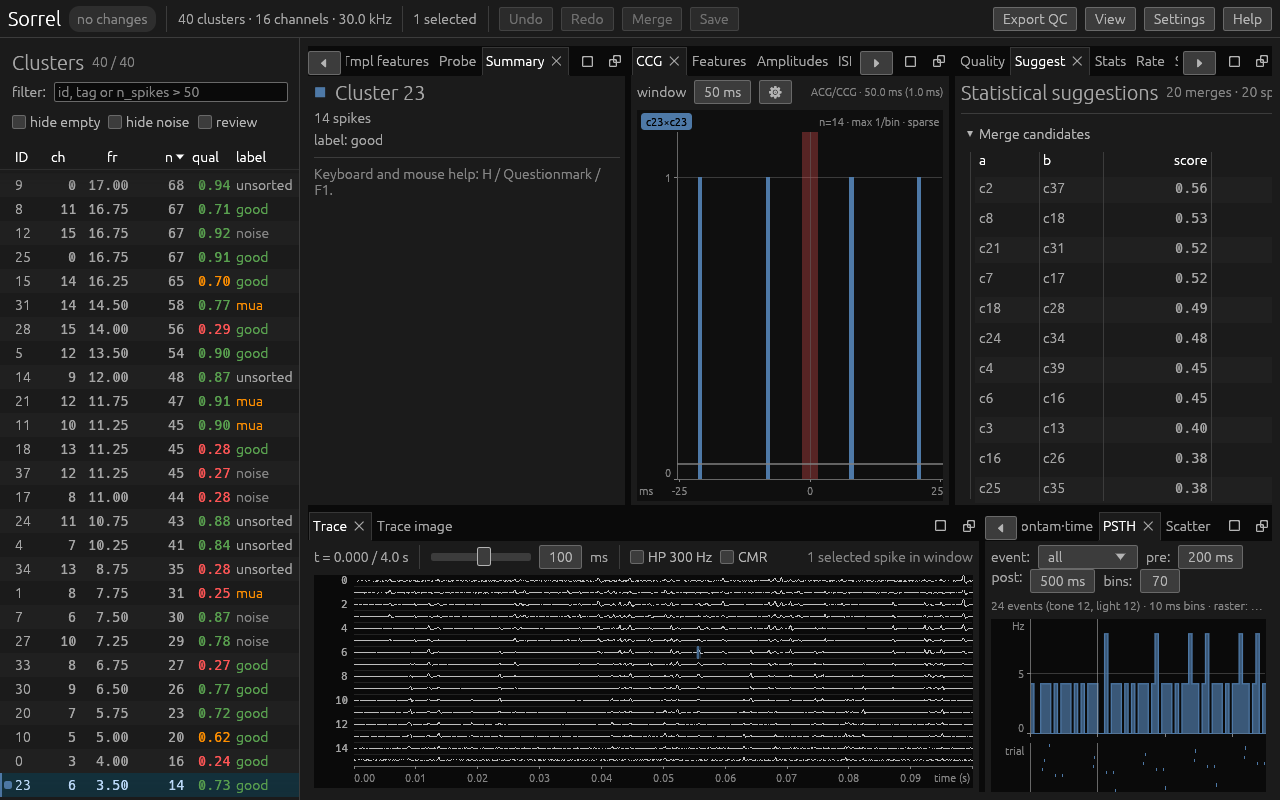 Sorrel no changes 40 clusters · 16 channels · 30.0 kHz 1 selected Undo Redo Merge Save Export QC View Settings Help
Clusters 40 / 40
filter: id, tag or n_spikes > 50
hide empty hide noise review
ID ch fr n qual label
9 0 17.00 68 0.94 unsorted
8 11 16.75 67 0.71 good
12 15 16.75 67 0.92 noise
25 0 16.75 67 0.91 good
15 14 16.25 65 0.70 good
31 14 14.50 58 0.77 mua
28 15 14.00 56 0.29 good
5 12 13.50 54 0.90 good
14 9 12.00 48 0.87 unsorted
21 12 11.75 47 0.91 mua
11 10 11.25 45 0.90 mua
18 13 11.25 45 0.28 good
37 12 11.25 45 0.27 noise
17 8 11.00 44 0.28 noise
24 11 10.75 43 0.88 unsorted
4 7 10.25 41 0.84 unsorted
34 13 8.75 35 0.28 unsorted
1 8 7.75 31 0.25 mua
7 6 7.50 30 0.87 noise
27 10 7.25 29 0.78 noise
33 8 6.75 27 0.27 good
30 9 6.50 26 0.77 good
20 7 5.75 23 0.72 good
10 5 5.00 20 0.62 good
0 3 4.00 16 0.24 good
23 6 3.50 14 0.73 good
Tmpl features Probe Summary
Cluster 23
14 spikes
label: good
Keyboard and mouse help: H / Questionmark /
F1.
CCG Features Amplitudes ISI
window 50 ms ACG/CCG · 50.0 ms (1.0 ms)
c23×c23 n=14 · max 1/bin · sparse
1
0
ms -25 0 25
Quality Suggest Stats Rate
Statistical suggestions 20 merges · 20 sp
Merge candidates
a b score
c2 c37 0.56
c8 c18 0.53
c21 c31 0.52
c7 c17 0.52
c18 c28 0.49
c24 c34 0.48
c4 c39 0.45
c6 c16 0.45
c3 c13 0.40
c16 c26 0.38
c25 c35 0.38
Trace Trace image
t = 0.000 / 4.0 s 100 ms HP 300 Hz CMR 1 selected spike in window
0
2
4
6
8
10
12
14
0.00 0.01 0.02 0.03 0.04 0.05 0.06 0.07 0.08 0.09 time (s)
ontam·time PSTH Scatter
event: all pre: 200 ms
post: 500 ms bins: 70
24 events (tone 12, light 12) · 10 ms bins · raster: …
Hz
5
0
trial